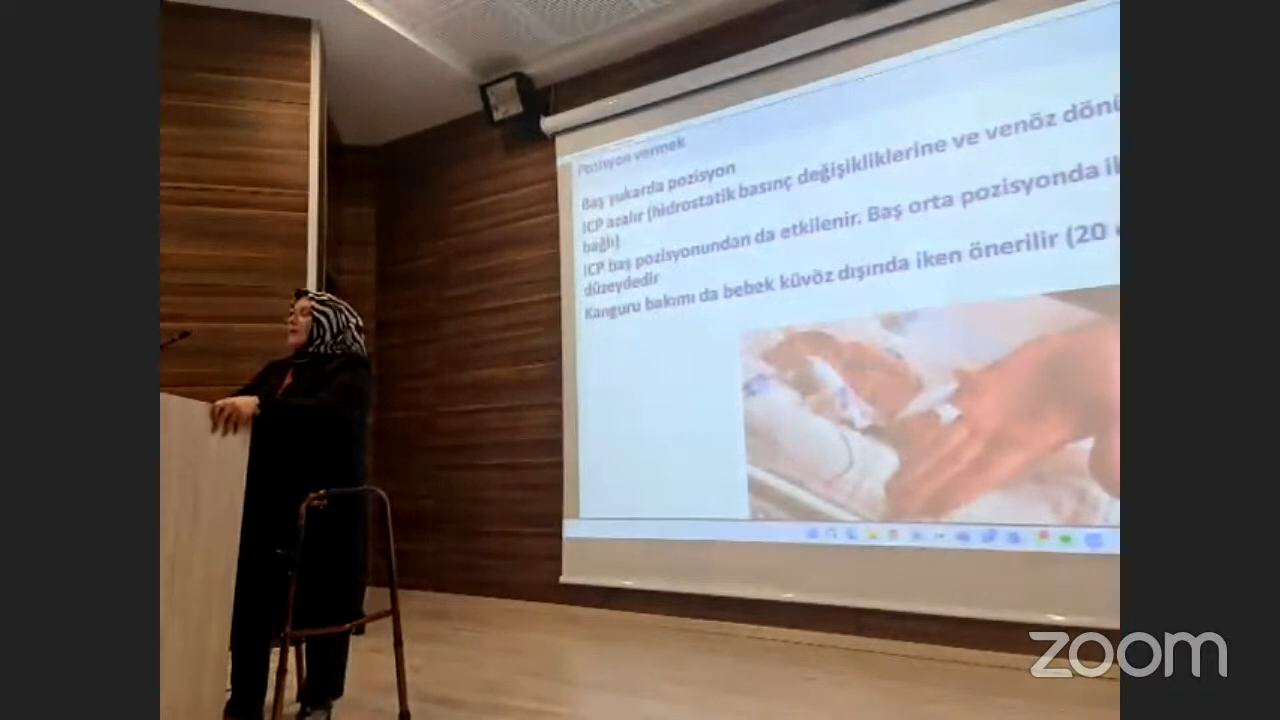 Pozisyon vermek
Baş yukarda pozisyon
ICP azalır (hidrostatik basınç değişikliklerine ve venöz dönü
bağlı)
ICP baş pozisyonundan da etkilenir. Baş orta pozisyonda
düzeydedir
Kanguru bakımı da bebek küvöz dışında iken önerilir (20
zoom